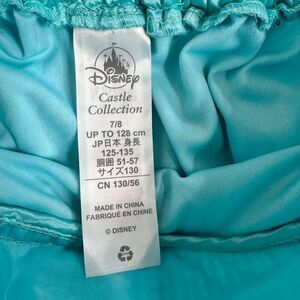 Disney
Castle
Collection
7/8
UP TO 128 cm
JP日本 身長
125-135
胴囲 51-57
サイズ130
CN 130/56
MADE IN CHINA
FABRIQUÉ EN CHINE
© DISNEY